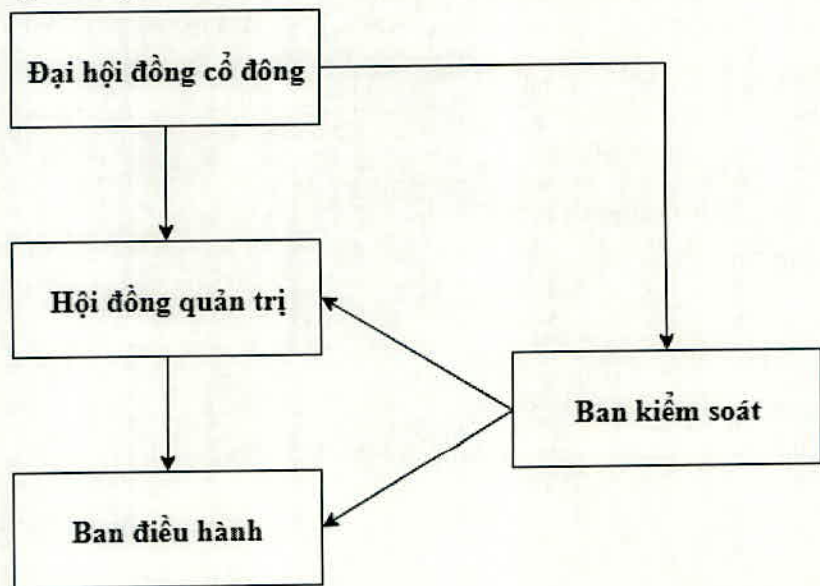 Đại hội đồng cổ đông
Hội đồng quản trị
Ban kiểm soát
Ban điều hành